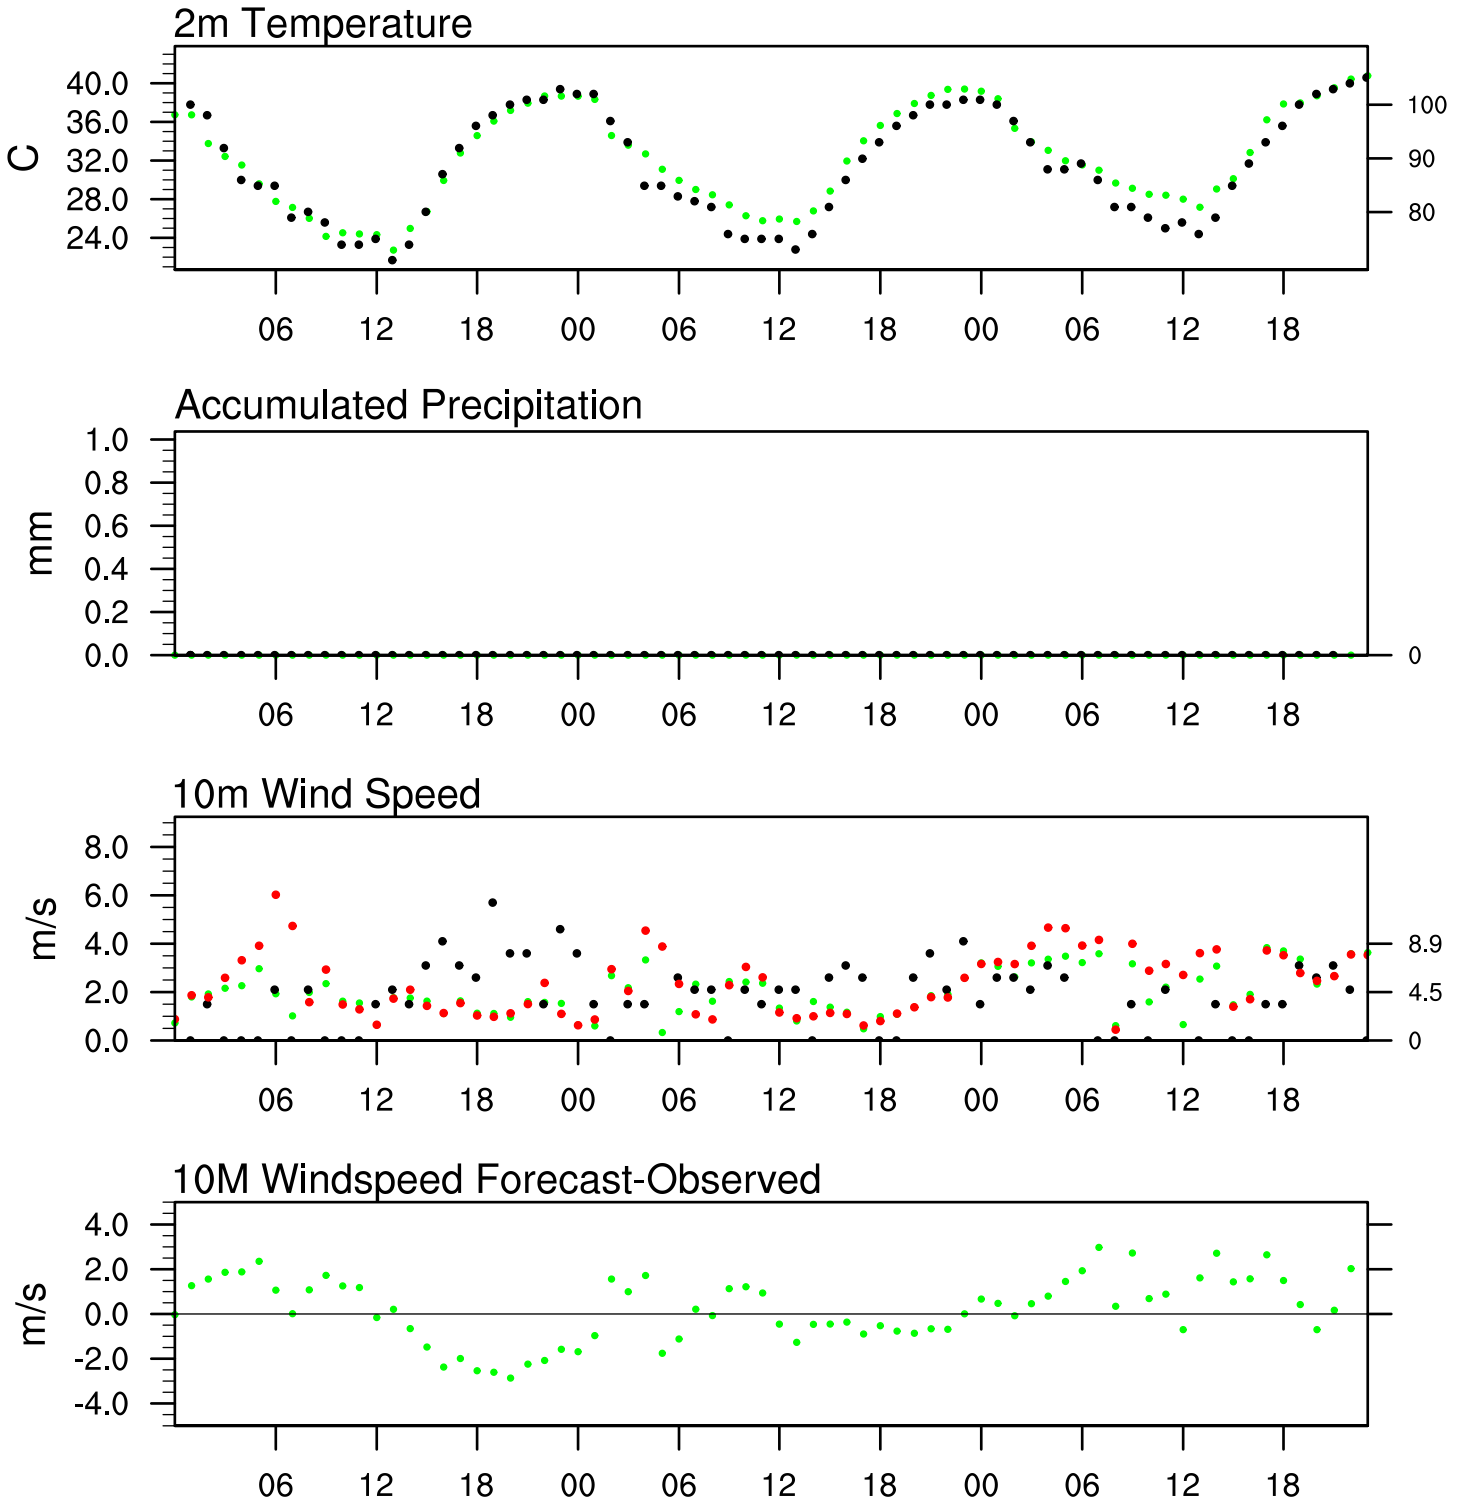 2m Temperature
40.0
36.0
32.0
28.0
24.0
C
100
90
80
06 12 18 00 06 12 18 00 06 12 18
Accumulated Precipitation
1.0
0.8
0.6
0.4
0.2
0.0
mm
0
06 12 18 00 06 12 18 00 06 12 18
10m Wind Speed
8.0
6.0
4.0
2.0
0.0
m/s
8.9
4.5
0
06 12 18 00 06 12 18 00 06 12 18
10M Windspeed Forecast-Observed
4.0
2.0
0.0
-2.0
-4.0
m/s
06 12 18 00 06 12 18 00 06 12 18